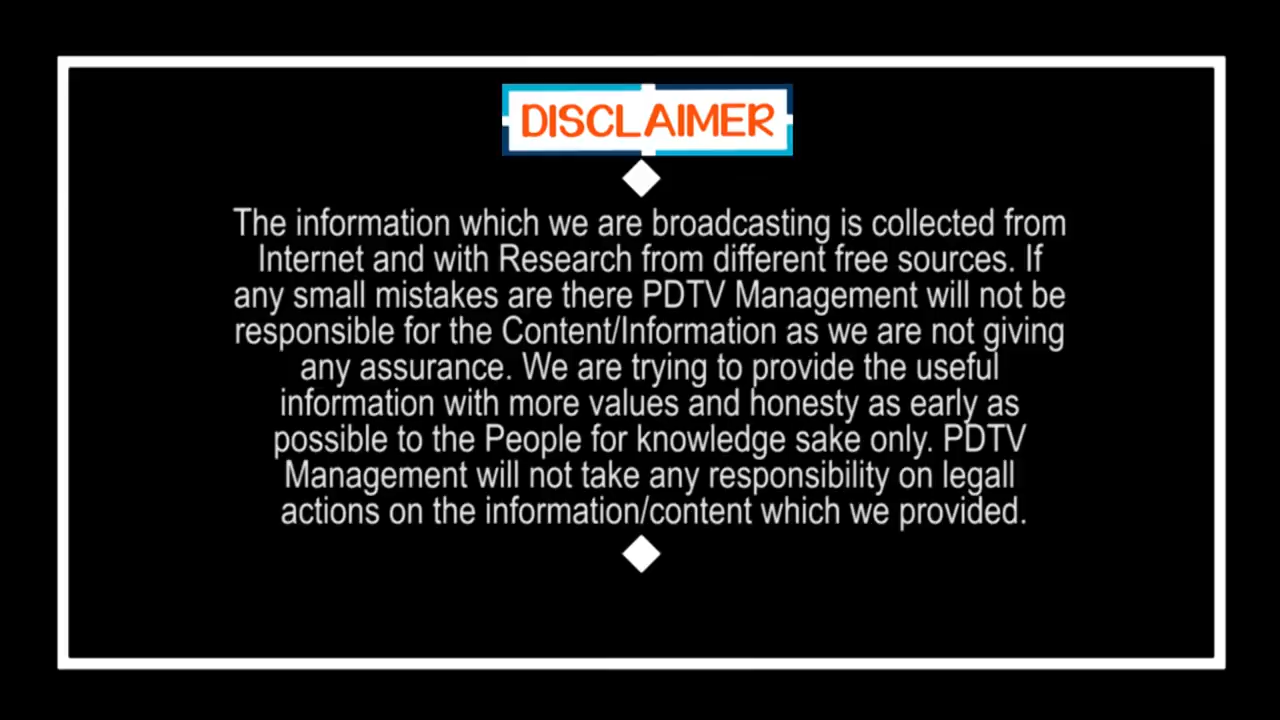 DISCLAIMER
The information which we are broadcasting is collected from
Internet and with Research from different free sources. If
any small mistakes are there PDTV Management will not be
responsible for the Content/Information as we are not giving
any assurance. We are trying to provide the useful
information with more values and honesty as early as
possible to the People for knowledge sake only. PDTV
Management will not take any responsibility on legall
actions on the information/content which we provided.